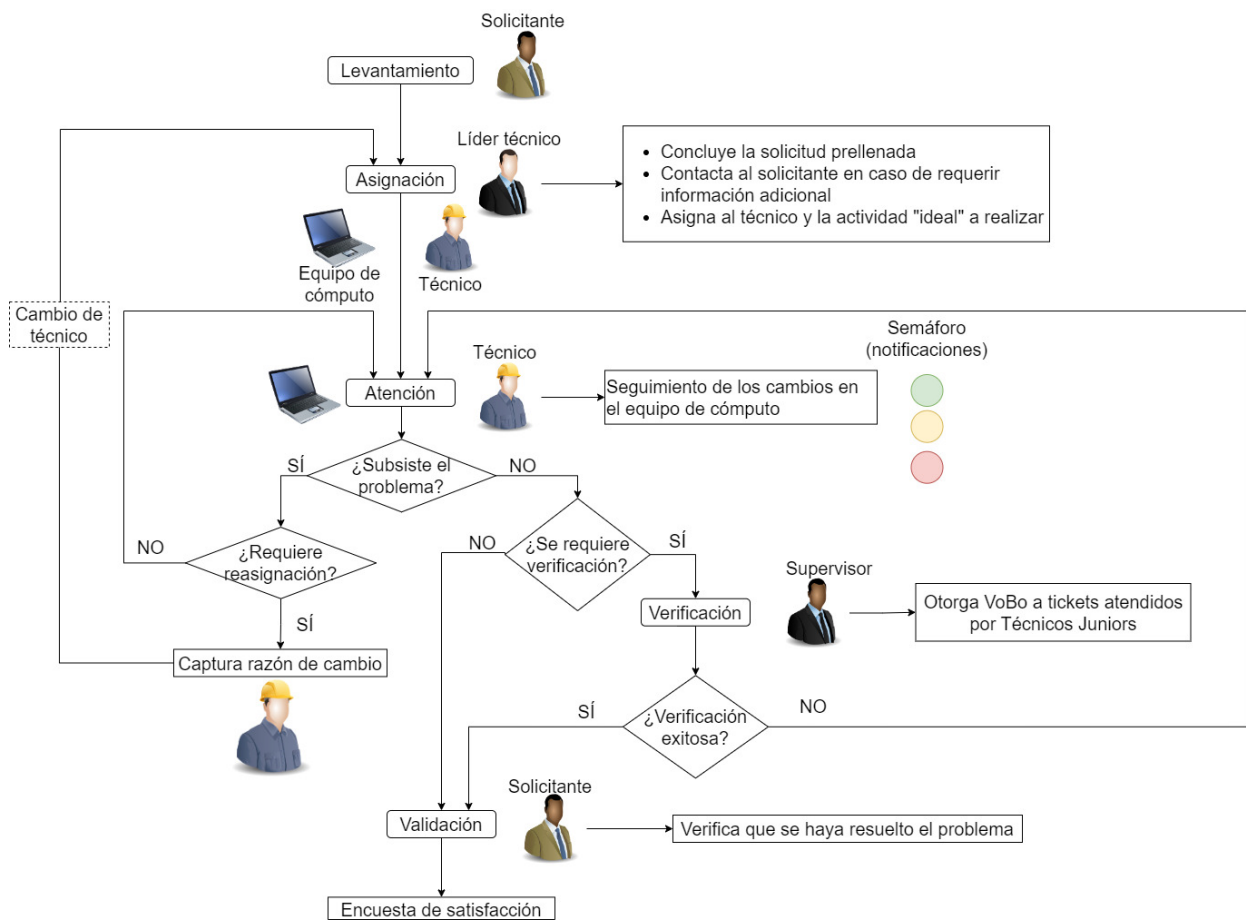 Solicitante
Levantamiento
Líder técnico
Asignación
• Concluye la solicitud prellenada
• Contacta al solicitante en caso de requerir
información adicional
• Asigna al técnico y la actividad "ideal" a realizar
Equipo de
cómputo
Técnico
Cambio de
técnico
Semáforo
(notificaciones)
Técnico
Atención
Seguimiento de los cambios en
el equipo de cómputo
¿Subsiste el
problema?
SÍ
NO
¿Requiere
reasignación?
NO
SÍ
¿Se requiere
verificación?
NO
SÍ
Captura razón de cambio
Verificación
Supervisor
Otorga VoBo a tickets atendidos
por Técnicos Juniors
¿Verificación
exitosa?
SÍ
NO
Solicitante
Validación
Verifica que se haya resuelto el problema
Encuesta de satisfacción